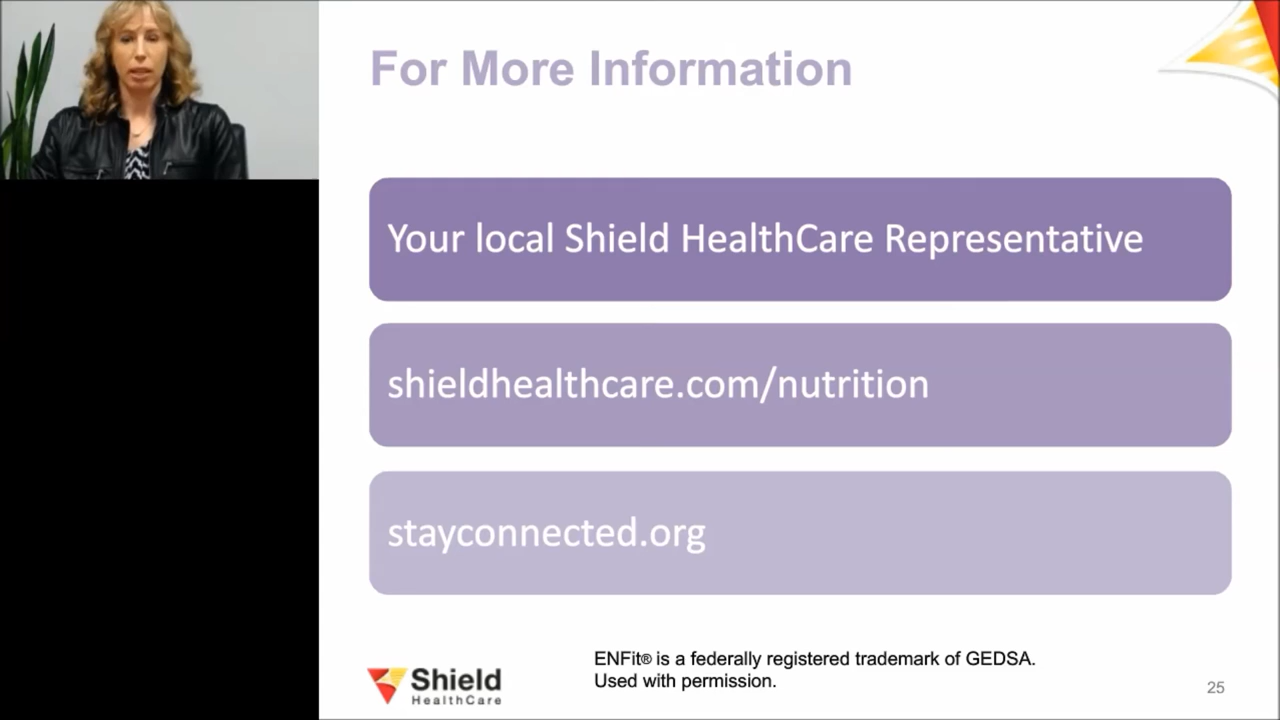 For More Information
Your local Shield HealthCare Representative
shieldhealthcare.com/nutrition
stayconnected.org
Shield
HealthCare
ENFit® is a federally registered trademark of GEDSA.
Used with permission.
25